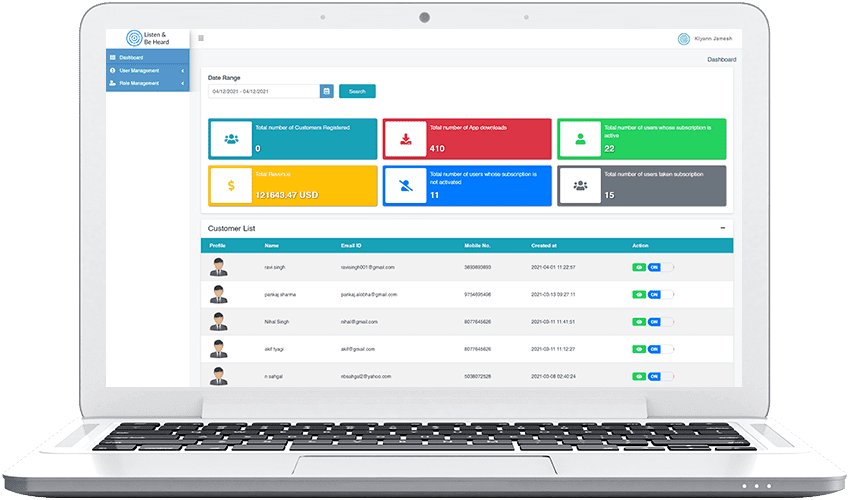 Listen &
Be Heard
Kiyann Jamesh
Dashboard
Dashboard
User Management
Role Management
Date Range
04/12/2021 - 04/12/2021
Search
Total number of Customers Registered
0
Total number of App downloads
410
Total number of users whose subscription is
active
22
Total Revenue
121643.47 USD
Total number of users whose subscription is
not activated
11
Total number of users taken subscription
15
Customer List
Profile Name Email ID Mobile No. Created at Action
ravi singh ravisingh001@gmail.com 2021-04-01 11:22:57 ON
pankaj sharma pankaj.alobha@gmail.com 9754695496 2021-03-13 09:27:11 ON
Nihal Singh nihal@gmail.com 8077645626 2021-03-11 11:41:51 ON
akif tyagi akif@gmail.com 8077645626 2021-03-11 11:12:27 ON
n sahgal nbsahgal2@yahoo.com 5038072528 2021-03-08 02:40:24 ON